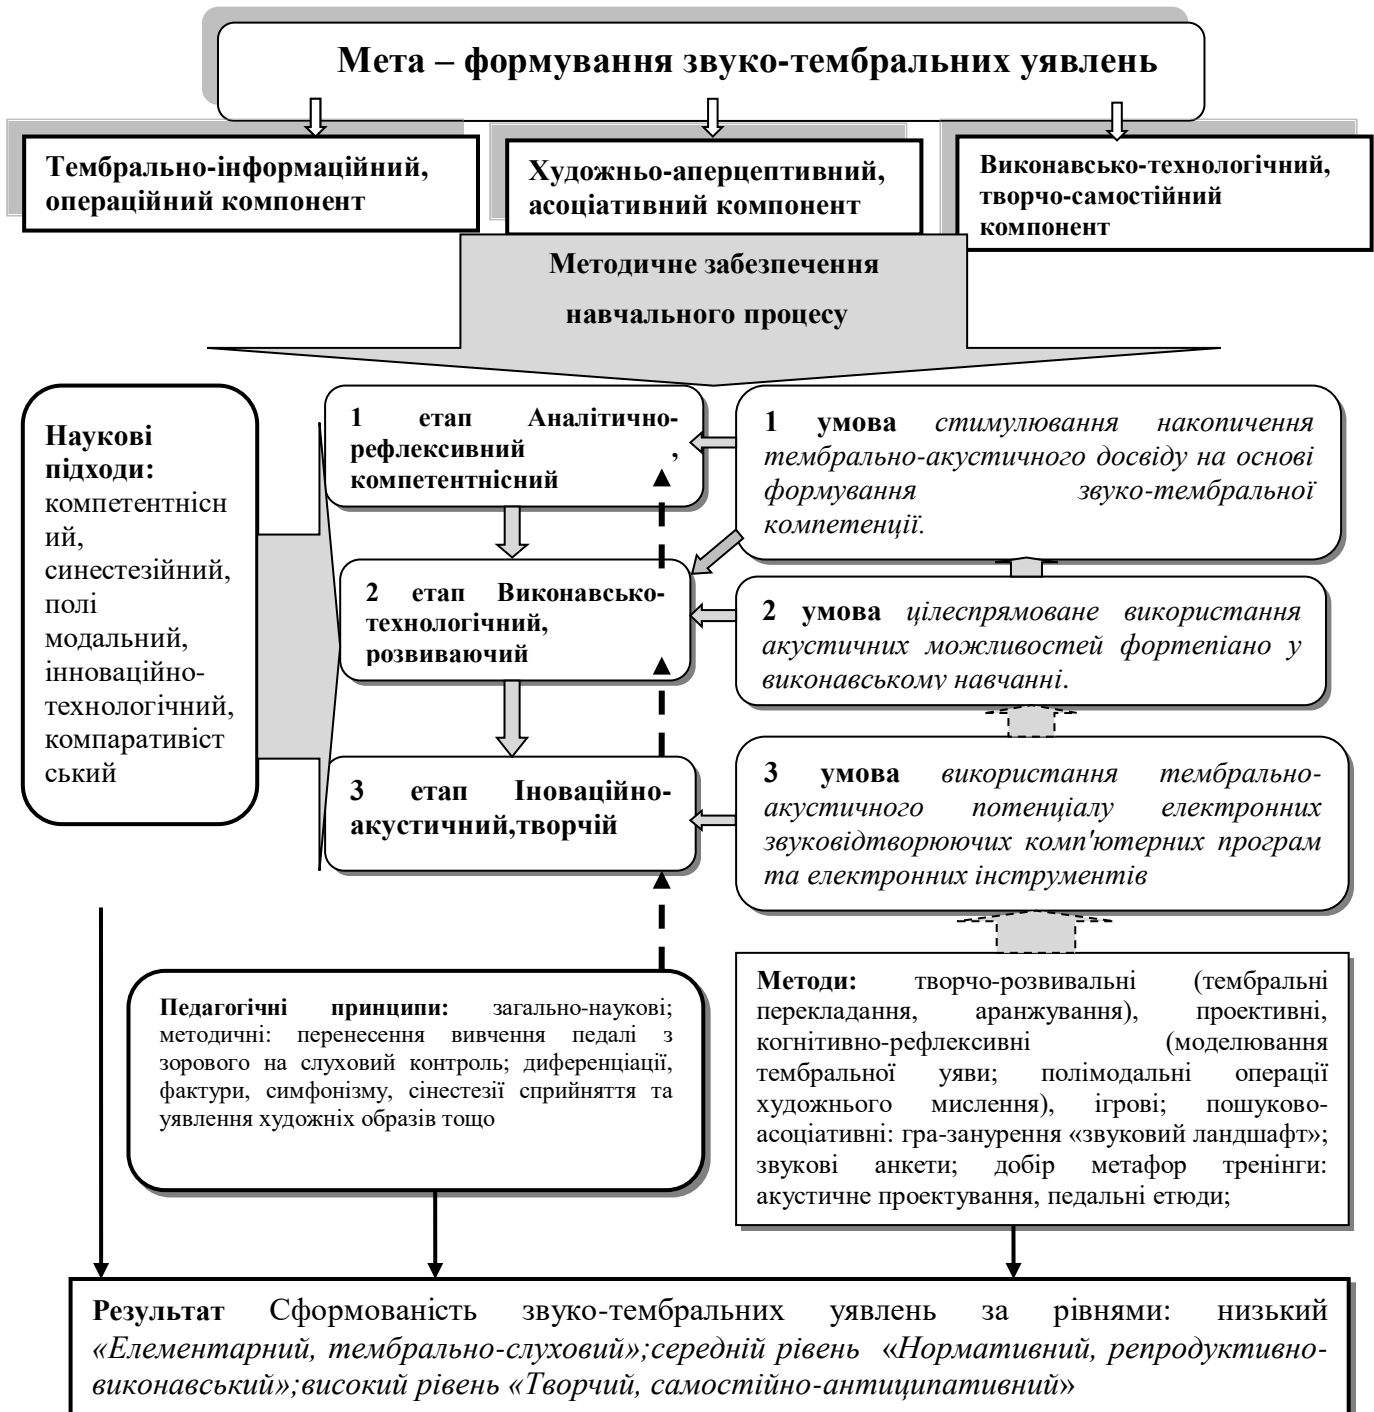 Мета – формування звуко-тембральних уявлень
Тембрально-інформаційний,
операційний компонент
Художньо-аперцептивний,
асоціативний компонент
Виконавсько-технологічний,
творчо-самостійний
компонент
Методичне забезпечення
навчального процесу
Наукові
підходи:
компетентнісн
ий,
синестезійний,
полі
модальний,
інноваційно-
технологічний,
компаративіст
ський
1 етап Аналітично-
рефлексивний ,
компетентнісний
2 етап Виконавсько-
технологічний,
розвиваючий
3 етап Іноваційно-
акустичний,творчій
1 умова стимулювання накопичення
тембрально-акустичного досвіду на основі
формування звуко-тембральної
компетенції.
2 умова цілеспрямоване використання
акустичних можливостей фортепіано у
виконавському навчанні.
3 умова використання тембрально-
акустичного потенціалу електронних
звуковідтворюючих комп'ютерних програм
та електронних інструментів
Педагогічні принципи: загально-наукові;
методичні: перенесення вивчення педалі з
зорового на слуховий контроль; диференціації,
фактури, симфонізму, сінестезії сприйняття та
уявлення художніх образів тощо
Методи: творчо-розвивальні (тембральні
перекладання, аранжування), проективні,
когнітивно-рефлексивні (моделювання
тембральної уяви; полімодальні операції
художнього мислення), ігрові; пошуково-
асоціативні: гра-занурення «звуковий ландшафт»;
звукові анкети; добір метафор тренінги:
акустичне проектування, педальні етюди;
Результат Сформованість звуко-тембральних уявлень за рівнями: низький
«Елементарний, тембрально-слуховий»;середній рівень «Нормативний, репродуктивно-
виконавський»;високий рівень «Творчий, самостійно-антиципативний»